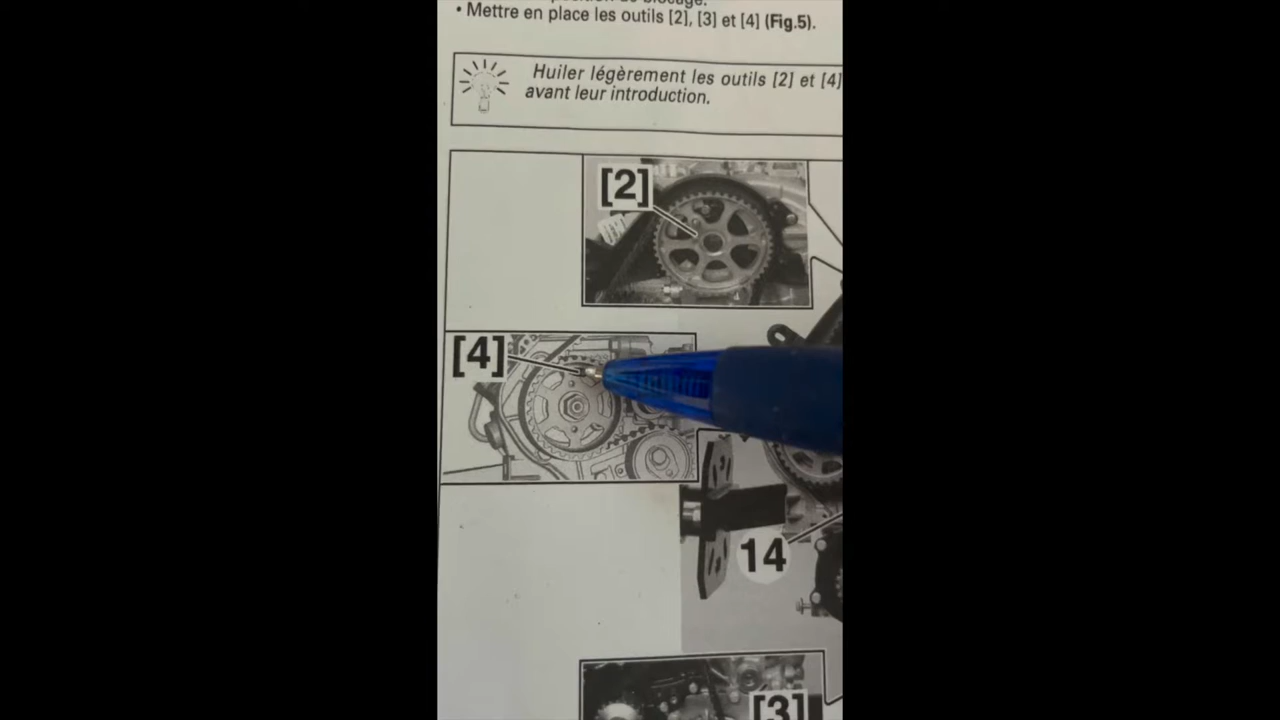 • Mettre en place les outils [2], [3] et [4] (Fig.5).
Huiler légèrement les outils [2] et [4]
avant leur introduction.
[2]
[4]
14
[3]